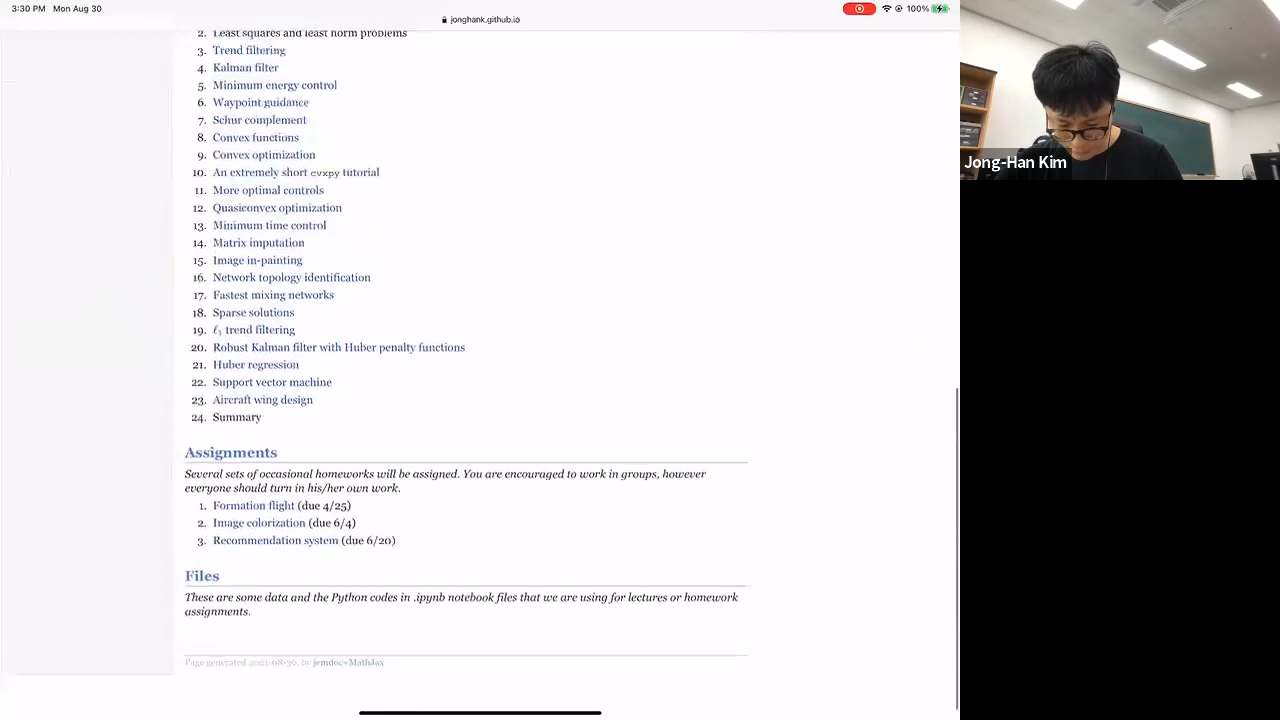 3:30 PM Mon Aug 30
100%
jonghank.github.io
2. Least squares and least norm problems
3. Trend filtering
4. Kalman filter
5. Minimum energy control
6. Waypoint guidance
7. Schur complement
8. Convex functions
9. Convex optimization
10. An extremely short cvxpy tutorial
11. More optimal controls
12. Quasiconvex optimization
13. Minimum time control
14. Matrix imputation
15. Image in-painting
16. Network topology identification
17. Fastest mixing networks
18. Sparse solutions
19. ℓ₁ trend filtering
20. Robust Kalman filter with Huber penalty functions
21. Huber regression
22. Support vector machine
23. Aircraft wing design
24. Summary
Assignments
Several sets of occasional homeworks will be assigned. You are encouraged to work in groups, however
everyone should turn in his/her own work.
1. Formation flight (due 4/25)
2. Image colorization (due 6/4)
3. Recommendation system (due 6/20)
Files
These are some data and the Python codes in .ipynb notebook files that we are using for lectures or homework
assignments.
Page generated 2021-08-30, by jemdoc+MathJax
Jong-Han Kim